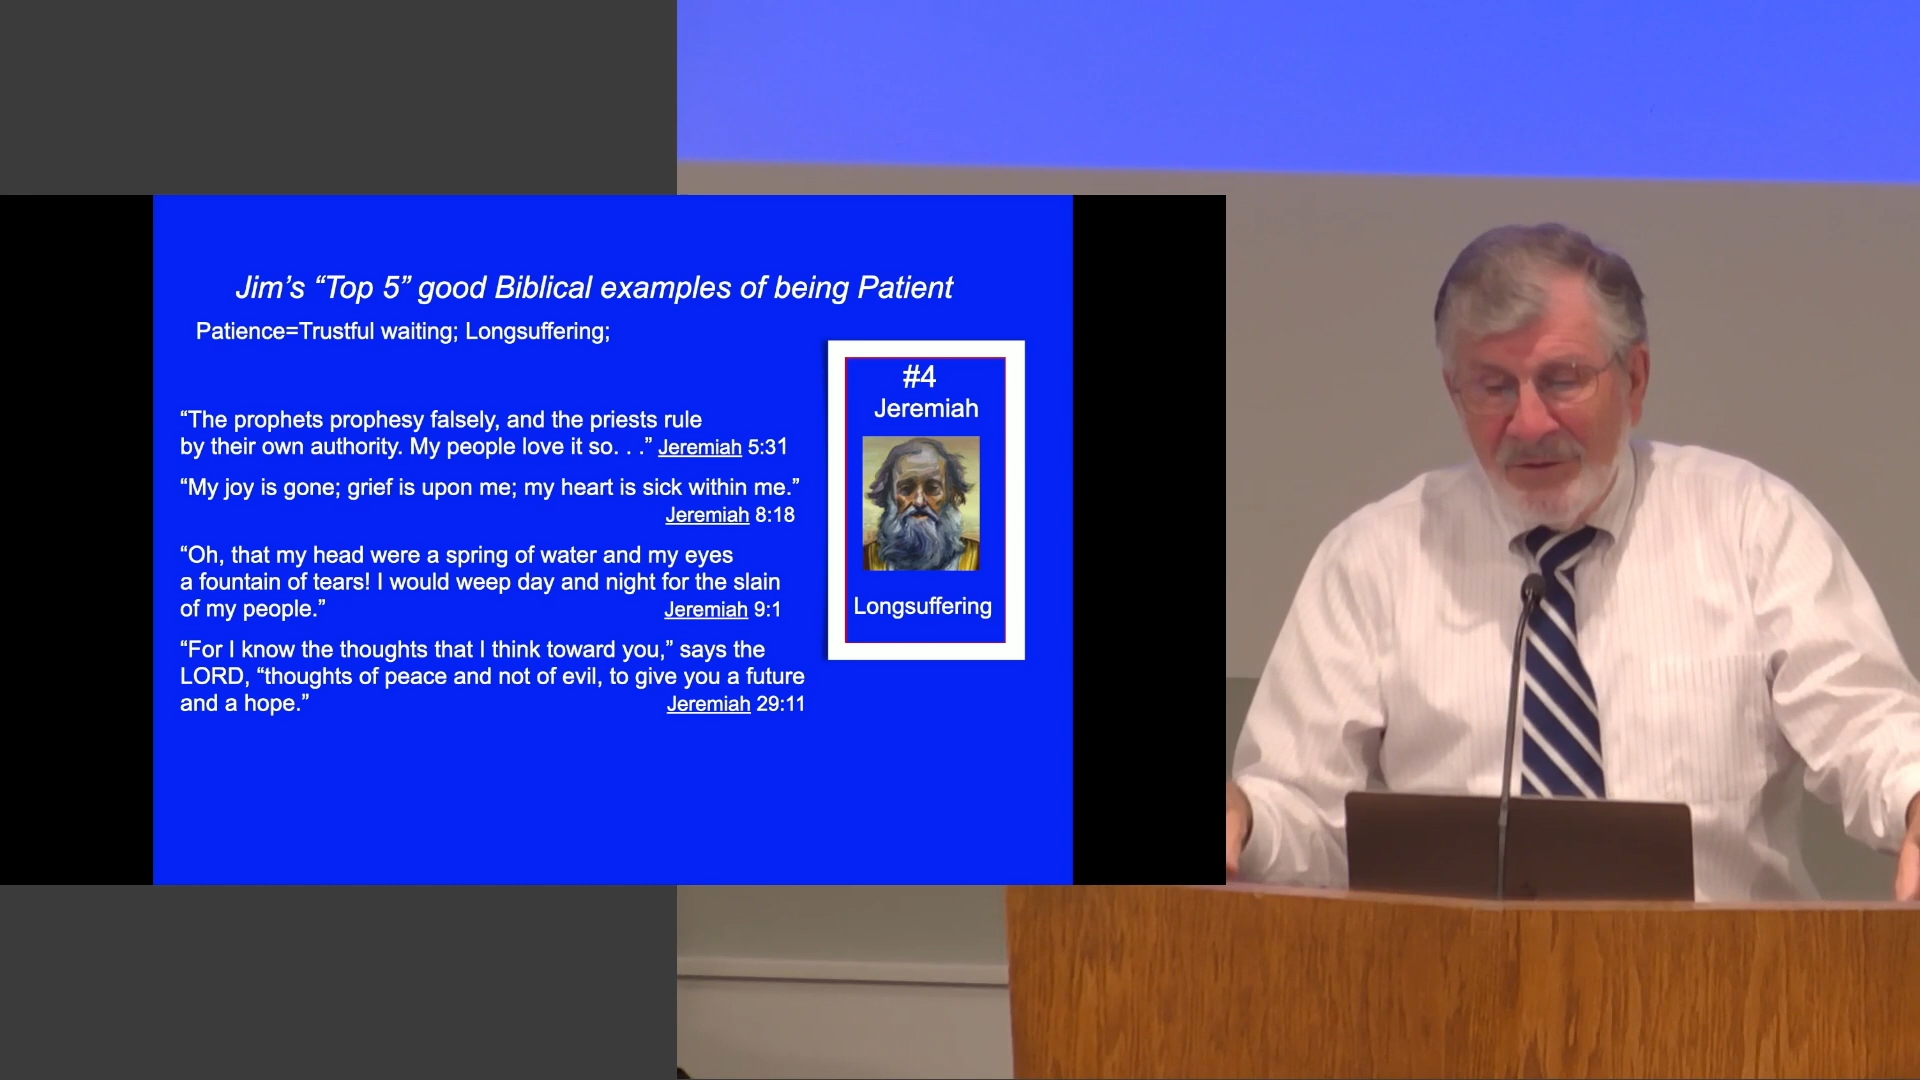 Jim’s “Top 5” good Biblical examples of being Patient
Patience=Trustful waiting; Longsuffering;
“The prophets prophesy falsely, and the priests rule
by their own authority. My people love it so. . .” Jeremiah 5:31
“My joy is gone; grief is upon me; my heart is sick within me.”
Jeremiah 8:18
“Oh, that my head were a spring of water and my eyes
a fountain of tears! I would weep day and night for the slain
of my people.” Jeremiah 9:1
“For I know the thoughts that I think toward you,” says the
LORD, “thoughts of peace and not of evil, to give you a future
and a hope.” Jeremiah 29:11
#4
Jeremiah
Longsuffering